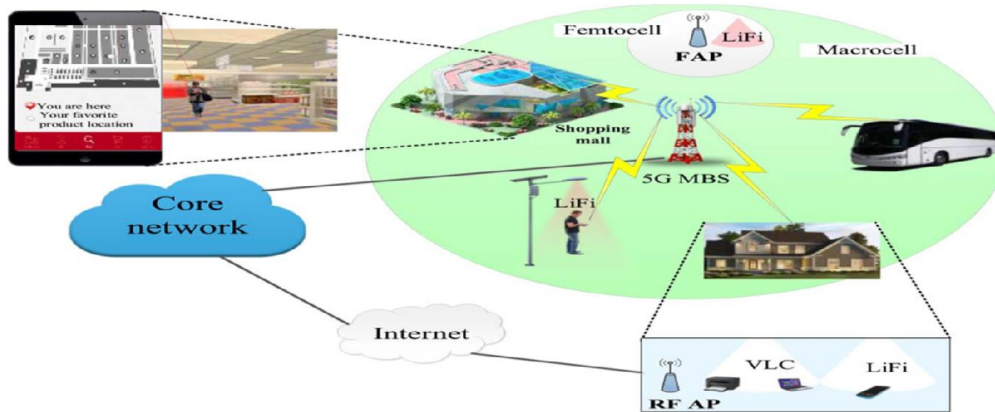 Femtocell
LiFi
FAP
Macrocell
You are here
Your favorite
product location
Shopping
mall
5G MBS
LiFi
Core
network
Internet
VLC
LiFi
RF AP